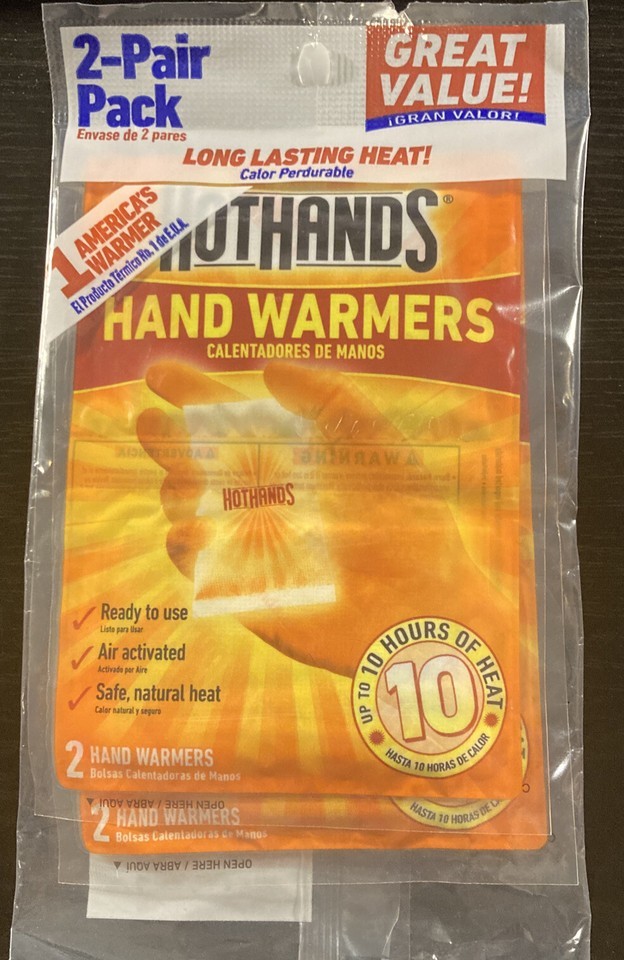 2-Pair
Pack
Envase de 2 pares
GREAT
VALUE!
¡GRAN VALOR!
LONG LASTING HEAT!
Calor Perdurable
1 AMERICA'S
WARMER
El Producto Térmico No. 1 de E.U.A.
HOTHANDS®
HAND WARMERS
CALENTADORES DE MANOS
ADVERTENCIA
WARNING
HOTHANDS
Ready to use
Listo para Usar
Air activated
Activado por Aire
Safe, natural heat
Calor natural y seguro
UP TO 10 HOURS OF HEAT
10
HASTA 10 HORAS DE CALOR
2 HAND WARMERS
Bolsas Calentadoras de Manos
OPEN HERE / ABRA AQUÍ
2 HAND WARMERS
Bolsas Calentadoras de Manos
HASTA 10 HORAS DE
OPEN HERE / ABRA AQUÍ